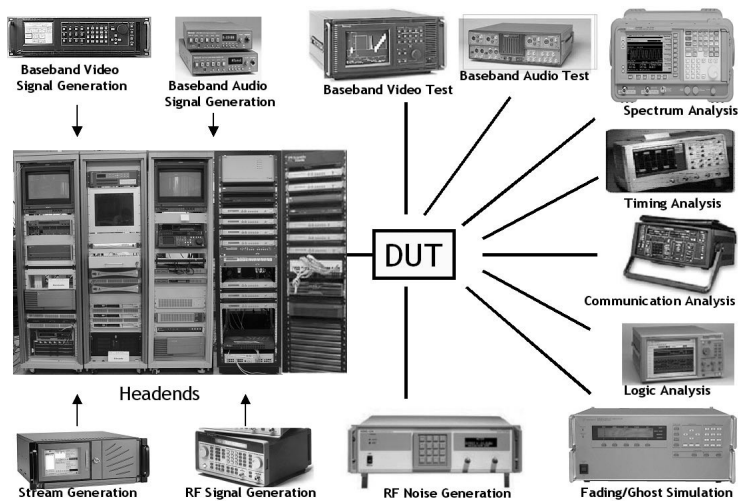 Baseband Video
Signal Generation
Baseband Audio
Signal Generation
Baseband Video Test
Baseband Audio Test
Spectrum Analysis
Timing Analysis
Communication Analysis
Logic Analysis
DUT
Headends
Stream Generation
RF Signal Generation
RF Noise Generation
Fading/Ghost Simulation